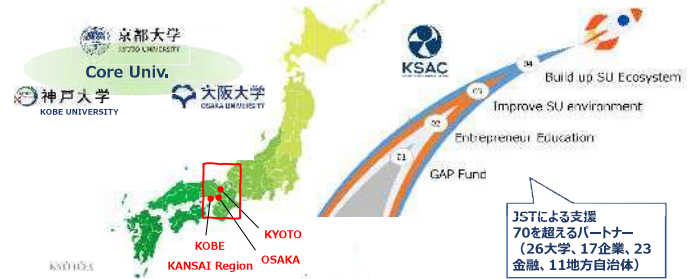 京都大学
KYOTO UNIVERSITY
Core Univ.
神戸大学
KOBE UNIVERSITY
大阪大学
OSAKA UNIVERSITY
KOBE
KYOTO
OSAKA
KANSAI Region
KSAC
04
Build up SU Ecosystem
03
Improve SU environment
02
Entrepreneur Education
01
GAP Fund
JSTによる支援
70を超えるパートナー
（26大学、17企業、23
金融、11地方自治体）